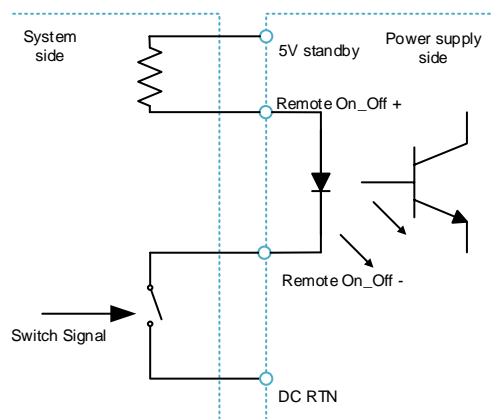 System
side
5V standby
Power supply
side
Remote On_Off +
Remote On_Off -
Switch Signal
DC RTN